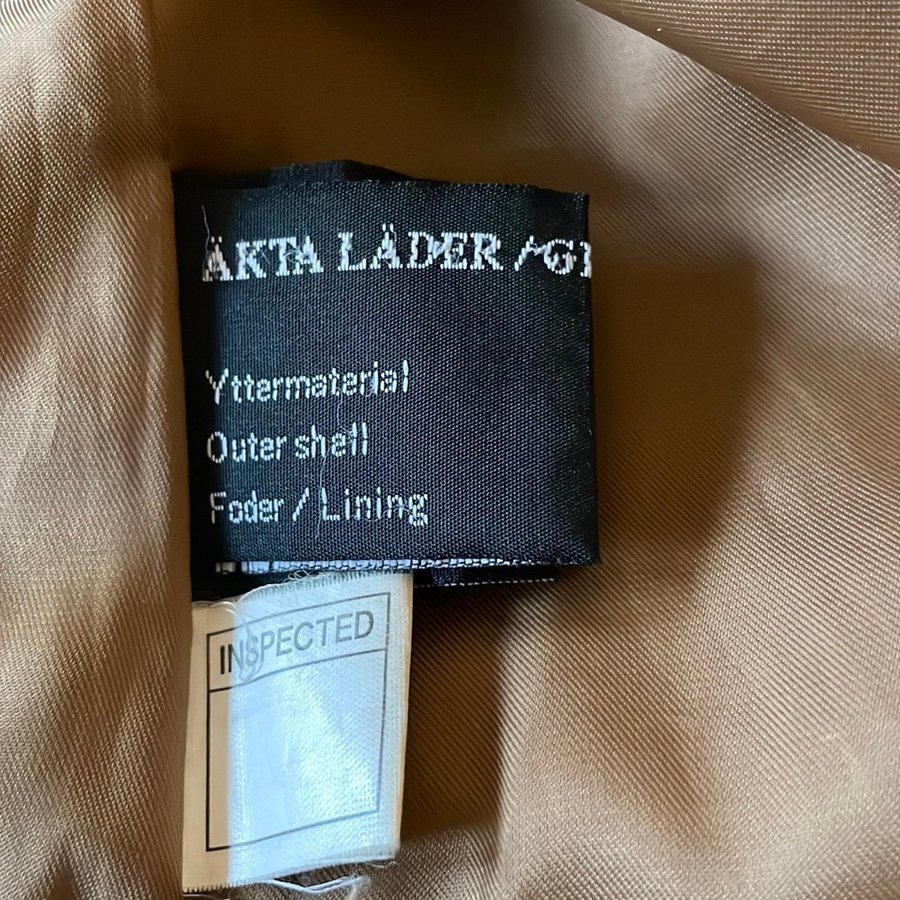 ÄKTA LÄDER /G
Yttermaterial
Outer shell
Foder / Lining
INSPECTED